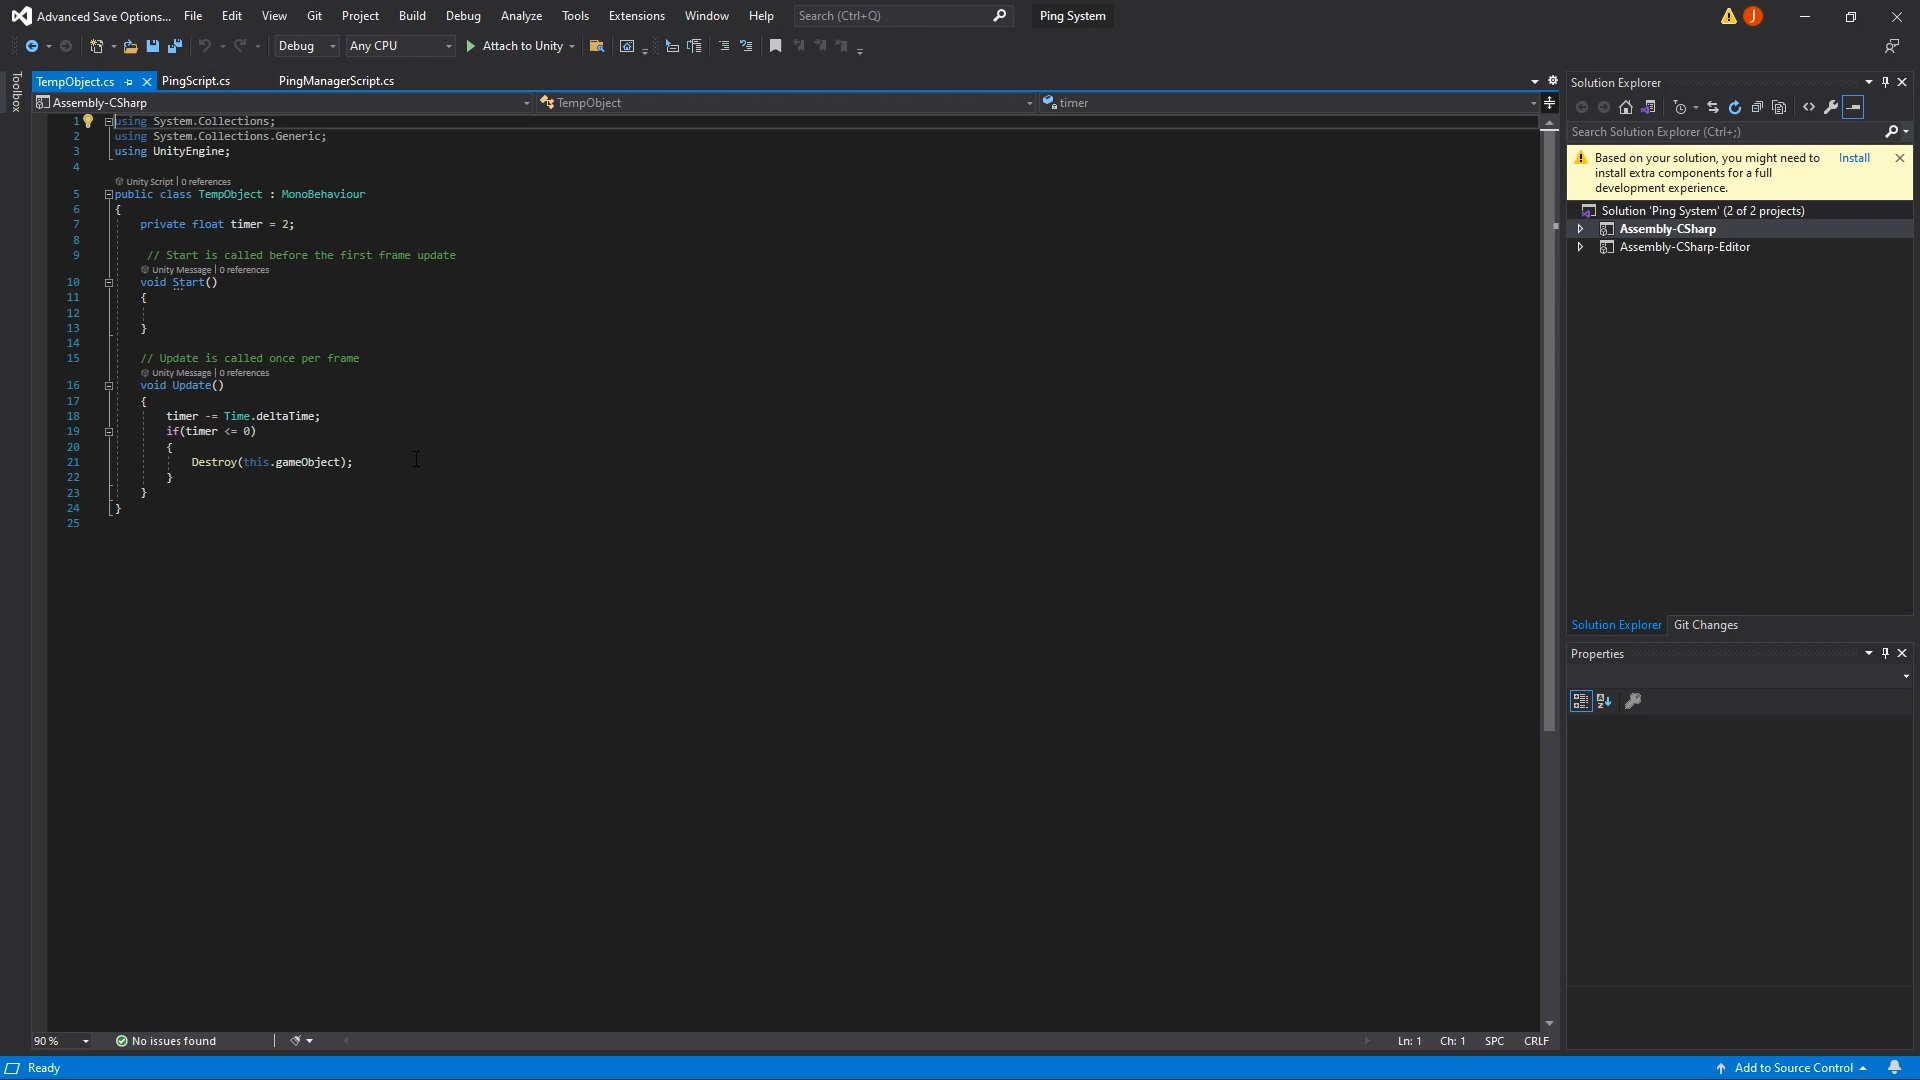 Advanced Save Options... File Edit View Git Project Build Debug Analyze Tools Extensions Window Help Search (Ctrl+Q) Ping System J
Debug Any CPU Attach to Unity
Toolbox
TempObject.cs PingScript.cs PingManagerScript.cs
Assembly-CSharp TempObject timer
1 using System.Collections;
2 using System.Collections.Generic;
3 using UnityEngine;
4
Unity Script | 0 references
5 public class TempObject : MonoBehaviour
6 {
7 private float timer = 2;
8
9 // Start is called before the first frame update
Unity Message | 0 references
10 void Start()
11 {
12
13 }
14
15 // Update is called once per frame
Unity Message | 0 references
16 void Update()
17 {
18 timer -= Time.deltaTime;
19 if(timer <= 0)
20 {
21 Destroy(this.gameObject);
22 }
23 }
24 }
25
90 % No issues found Ln: 1 Ch: 1 SPC CRLF
Solution Explorer
Search Solution Explorer (Ctrl+;)
Based on your solution, you might need to Install
install extra components for a full
development experience.
Solution 'Ping System' (2 of 2 projects)
Assembly-CSharp
Assembly-CSharp-Editor
Solution Explorer Git Changes
Properties
Ready Add to Source Control